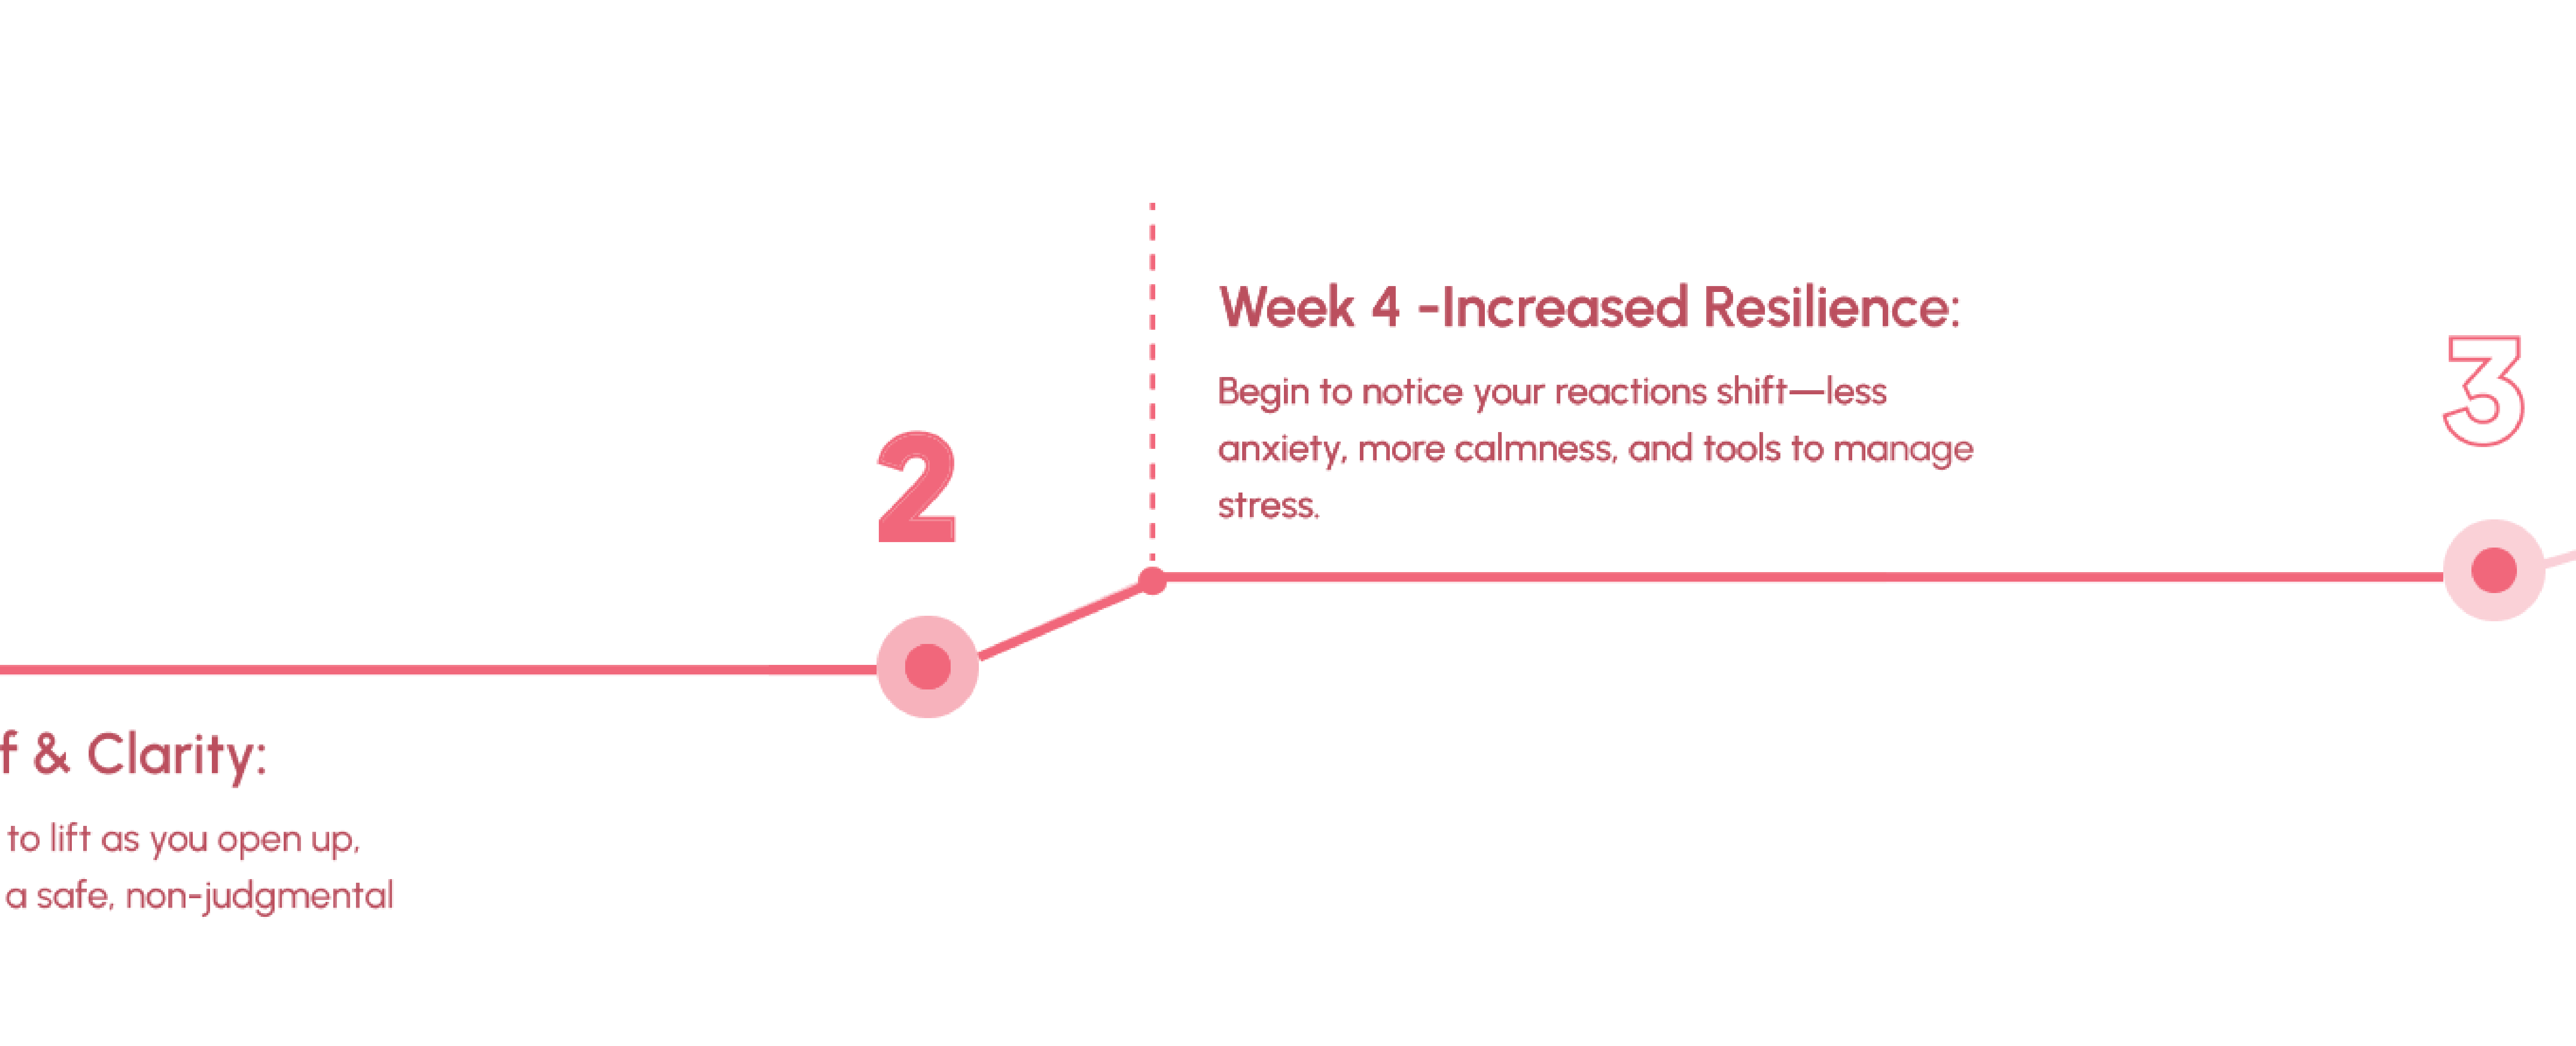 2
Week 4 -Increased Resilience:
Begin to notice your reactions shift—less
anxiety, more calmness, and tools to manage
stress.
3
& Clarity:
to lift as you open up,
a safe, non-judgmental